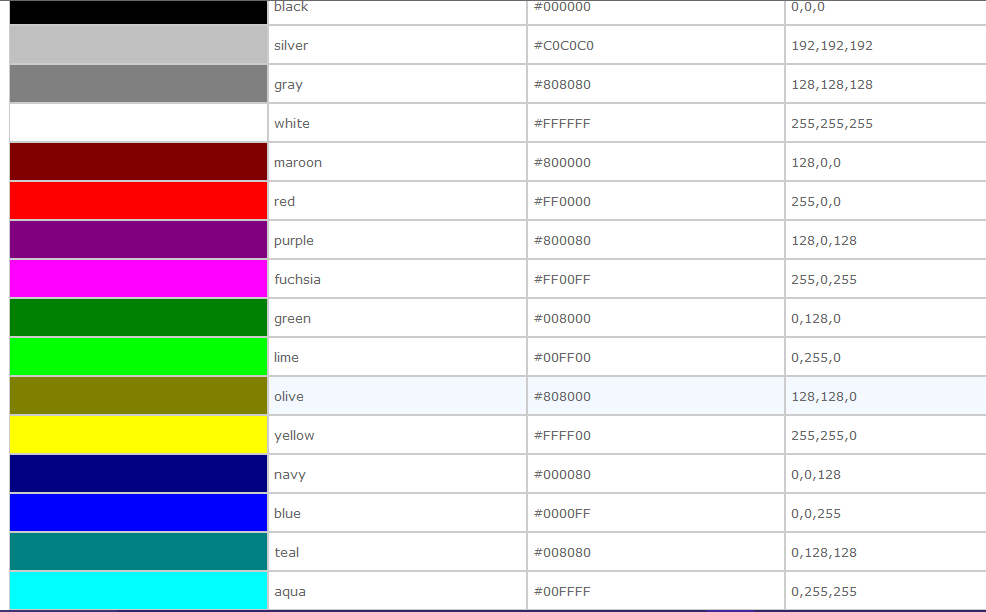 black #000000 0,0,0
silver #C0C0C0 192,192,192
gray #808080 128,128,128
white #FFFFFF 255,255,255
maroon #800000 128,0,0
red #FF0000 255,0,0
purple #800080 128,0,128
fuchsia #FF00FF 255,0,255
green #008000 0,128,0
lime #00FF00 0,255,0
olive #808000 128,128,0
yellow #FFFF00 255,255,0
navy #000080 0,0,128
blue #0000FF 0,0,255
teal #008080 0,128,128
aqua #00FFFF 0,255,255